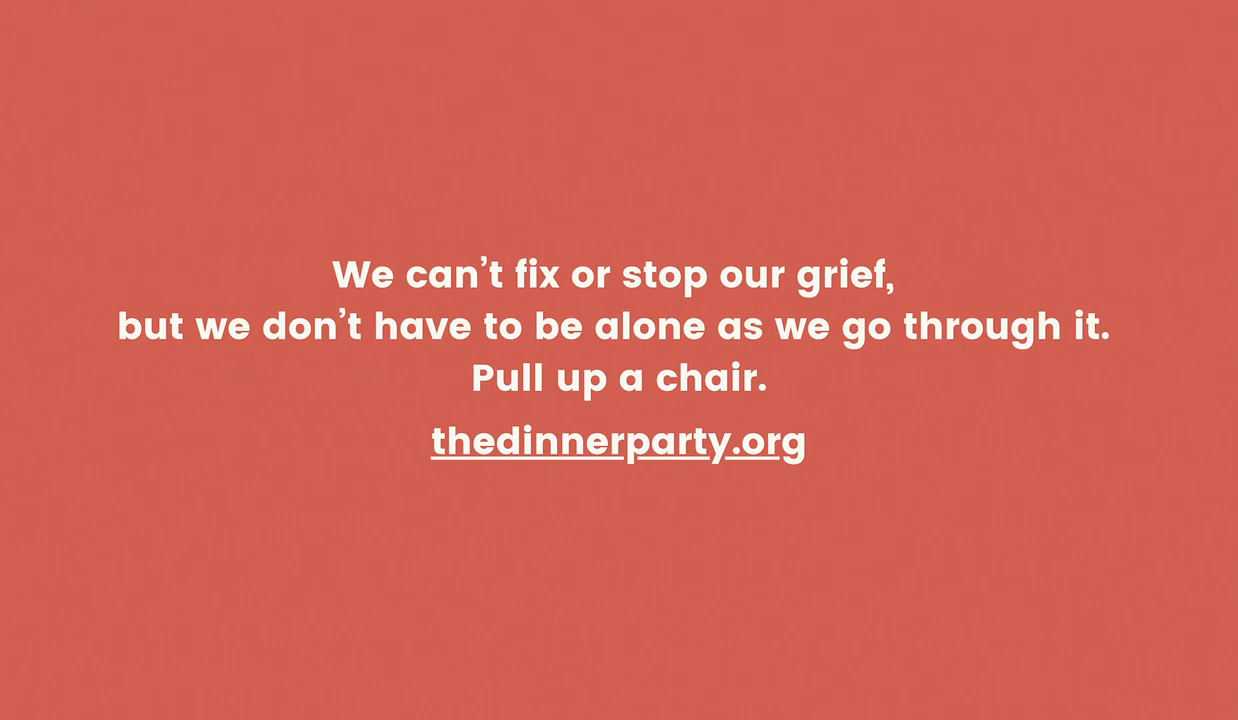 We can’t fix or stop our grief,
but we don’t have to be alone as we go through it.
Pull up a chair.
thedinnerparty.org